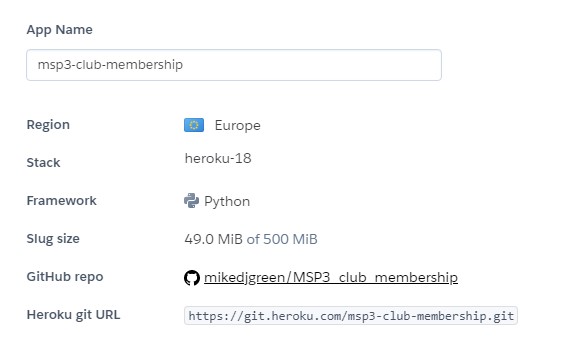 App Name
msp3-club-membership
Region Europe
Stack heroku-18
Framework Python
Slug size 49.0 MiB of 500 MiB
GitHub repo mikedjgreen/MSP3_club_membership
Heroku git URL https://git.heroku.com/msp3-club-membership.git